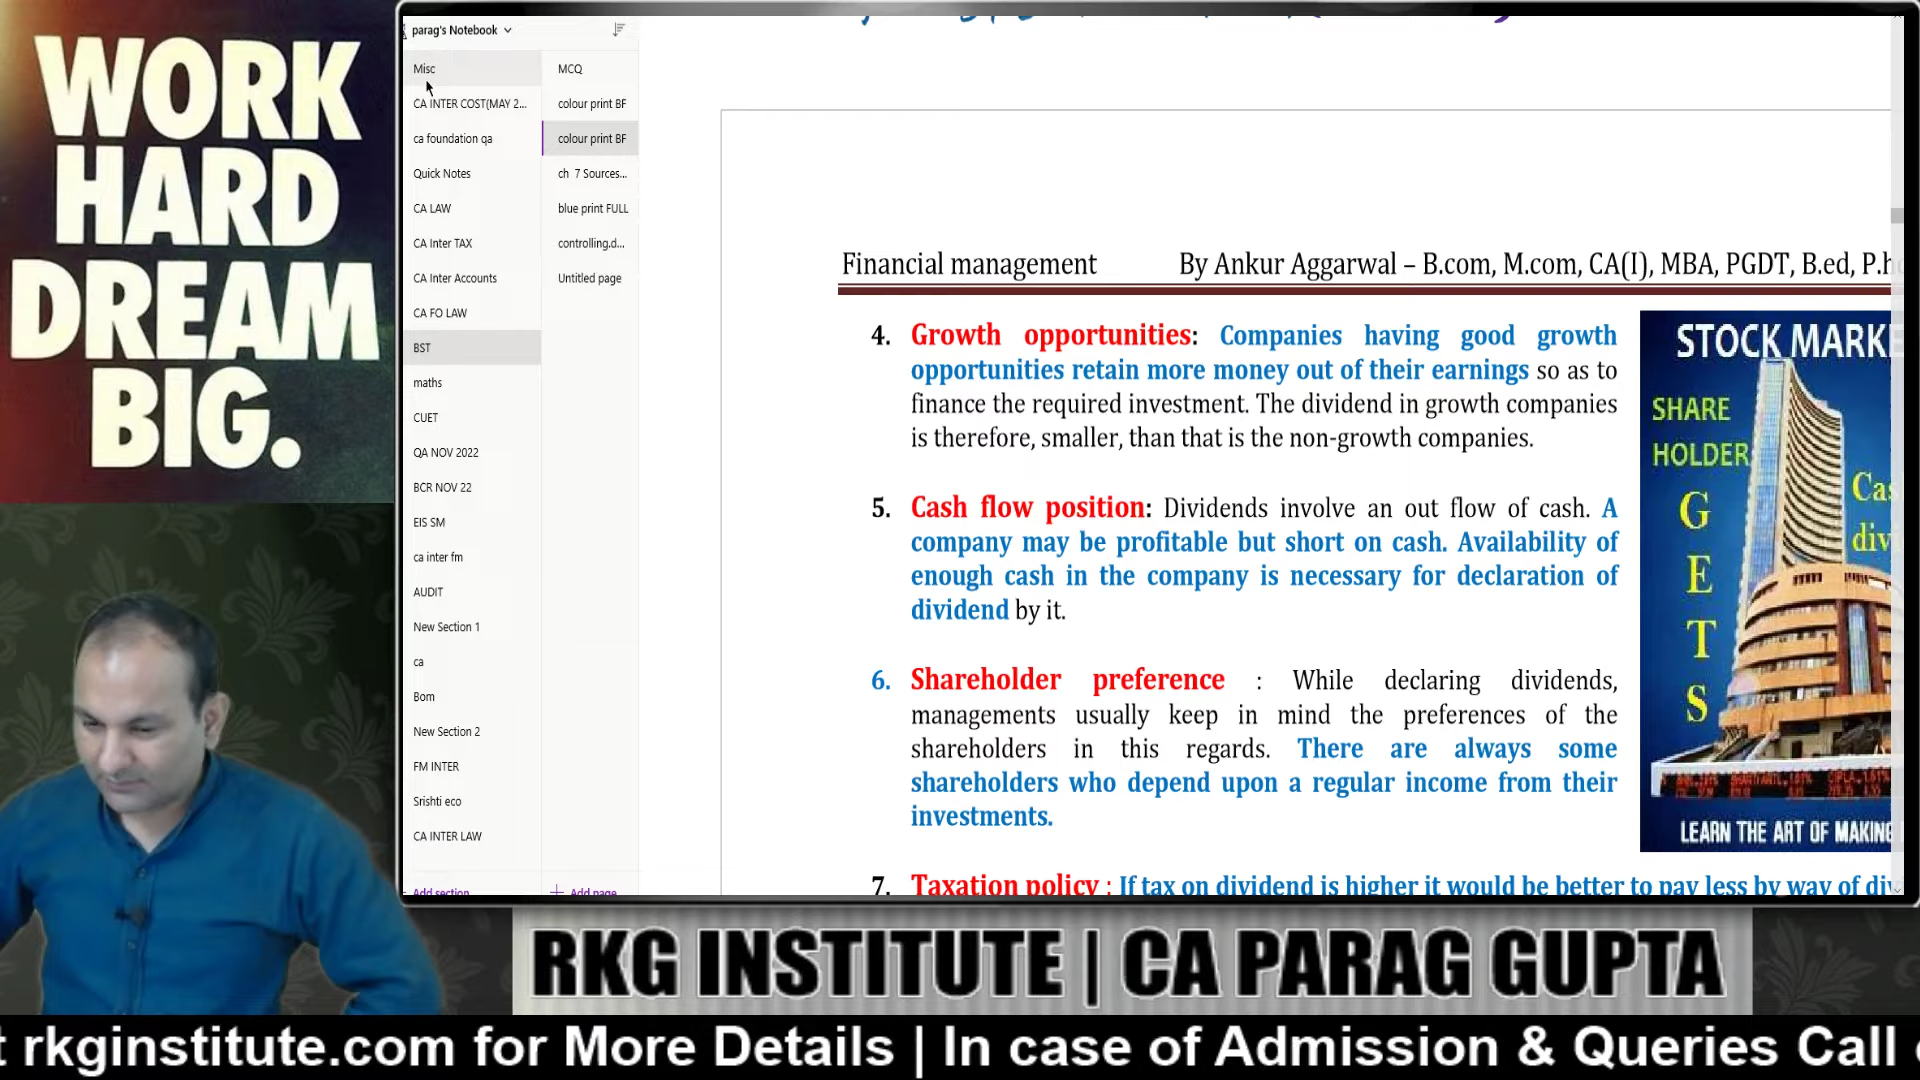 WORK
HARD
DREAM
BIG.
parag's Notebook
Misc
CA INTER COST(MAY 2...
ca foundation qa
Quick Notes
CA LAW
CA Inter TAX
CA Inter Accounts
CA FO LAW
BST
maths
CUET
QA NOV 2022
BCR NOV 22
EIS SM
ca inter fm
AUDIT
New Section 1
ca
Bom
New Section 2
FM INTER
Srishti eco
CA INTER LAW
Add section
MCQ
colour print BF
colour print BF
ch 7 Sources...
blue print FULL
controlling.d...
Untitled page
Add page
Financial management By Ankur Aggarwal – B.com, M.com, CA(I), MBA, PGDT, B.ed, P.h
4. Growth opportunities: Companies having good growth
opportunities retain more money out of their earnings so as to
finance the required investment. The dividend in growth companies
is therefore, smaller, than that is the non-growth companies.
5. Cash flow position: Dividends involve an out flow of cash. A
company may be profitable but short on cash. Availability of
enough cash in the company is necessary for declaration of
dividend by it.
6. Shareholder preference : While declaring dividends,
managements usually keep in mind the preferences of the
shareholders in this regards. There are always some
shareholders who depend upon a regular income from their
investments.
7. Taxation policy : If tax on dividend is higher it would be better to pay less by way of div
STOCK MARKE
SHARE
HOLDER
G
E
T
S
Cas
div
LEARN THE ART OF MAKING
RKG INSTITUTE | CA PARAG GUPTA
t rkginstitute.com for More Details | In case of Admission & Queries Call